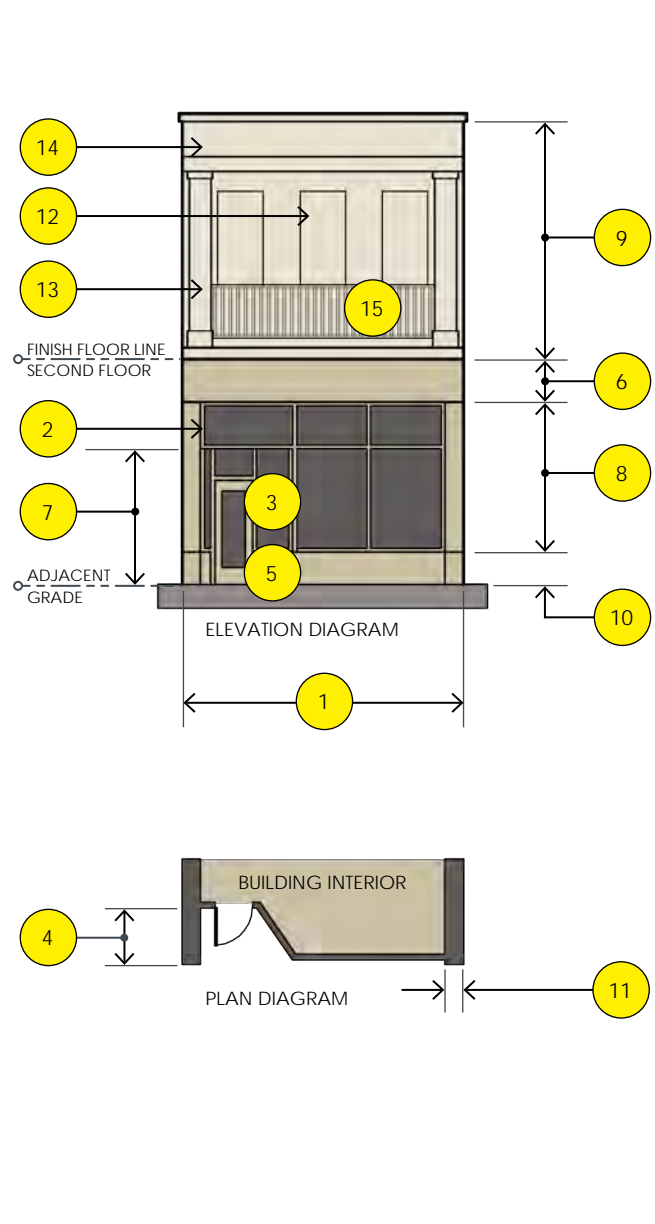 14
12
9
13
15
FINISH FLOOR LINE
SECOND FLOOR
6
2
8
3
7
5
ADJACENT
GRADE
10
ELEVATION DIAGRAM
1
BUILDING INTERIOR
4
11
PLAN DIAGRAM